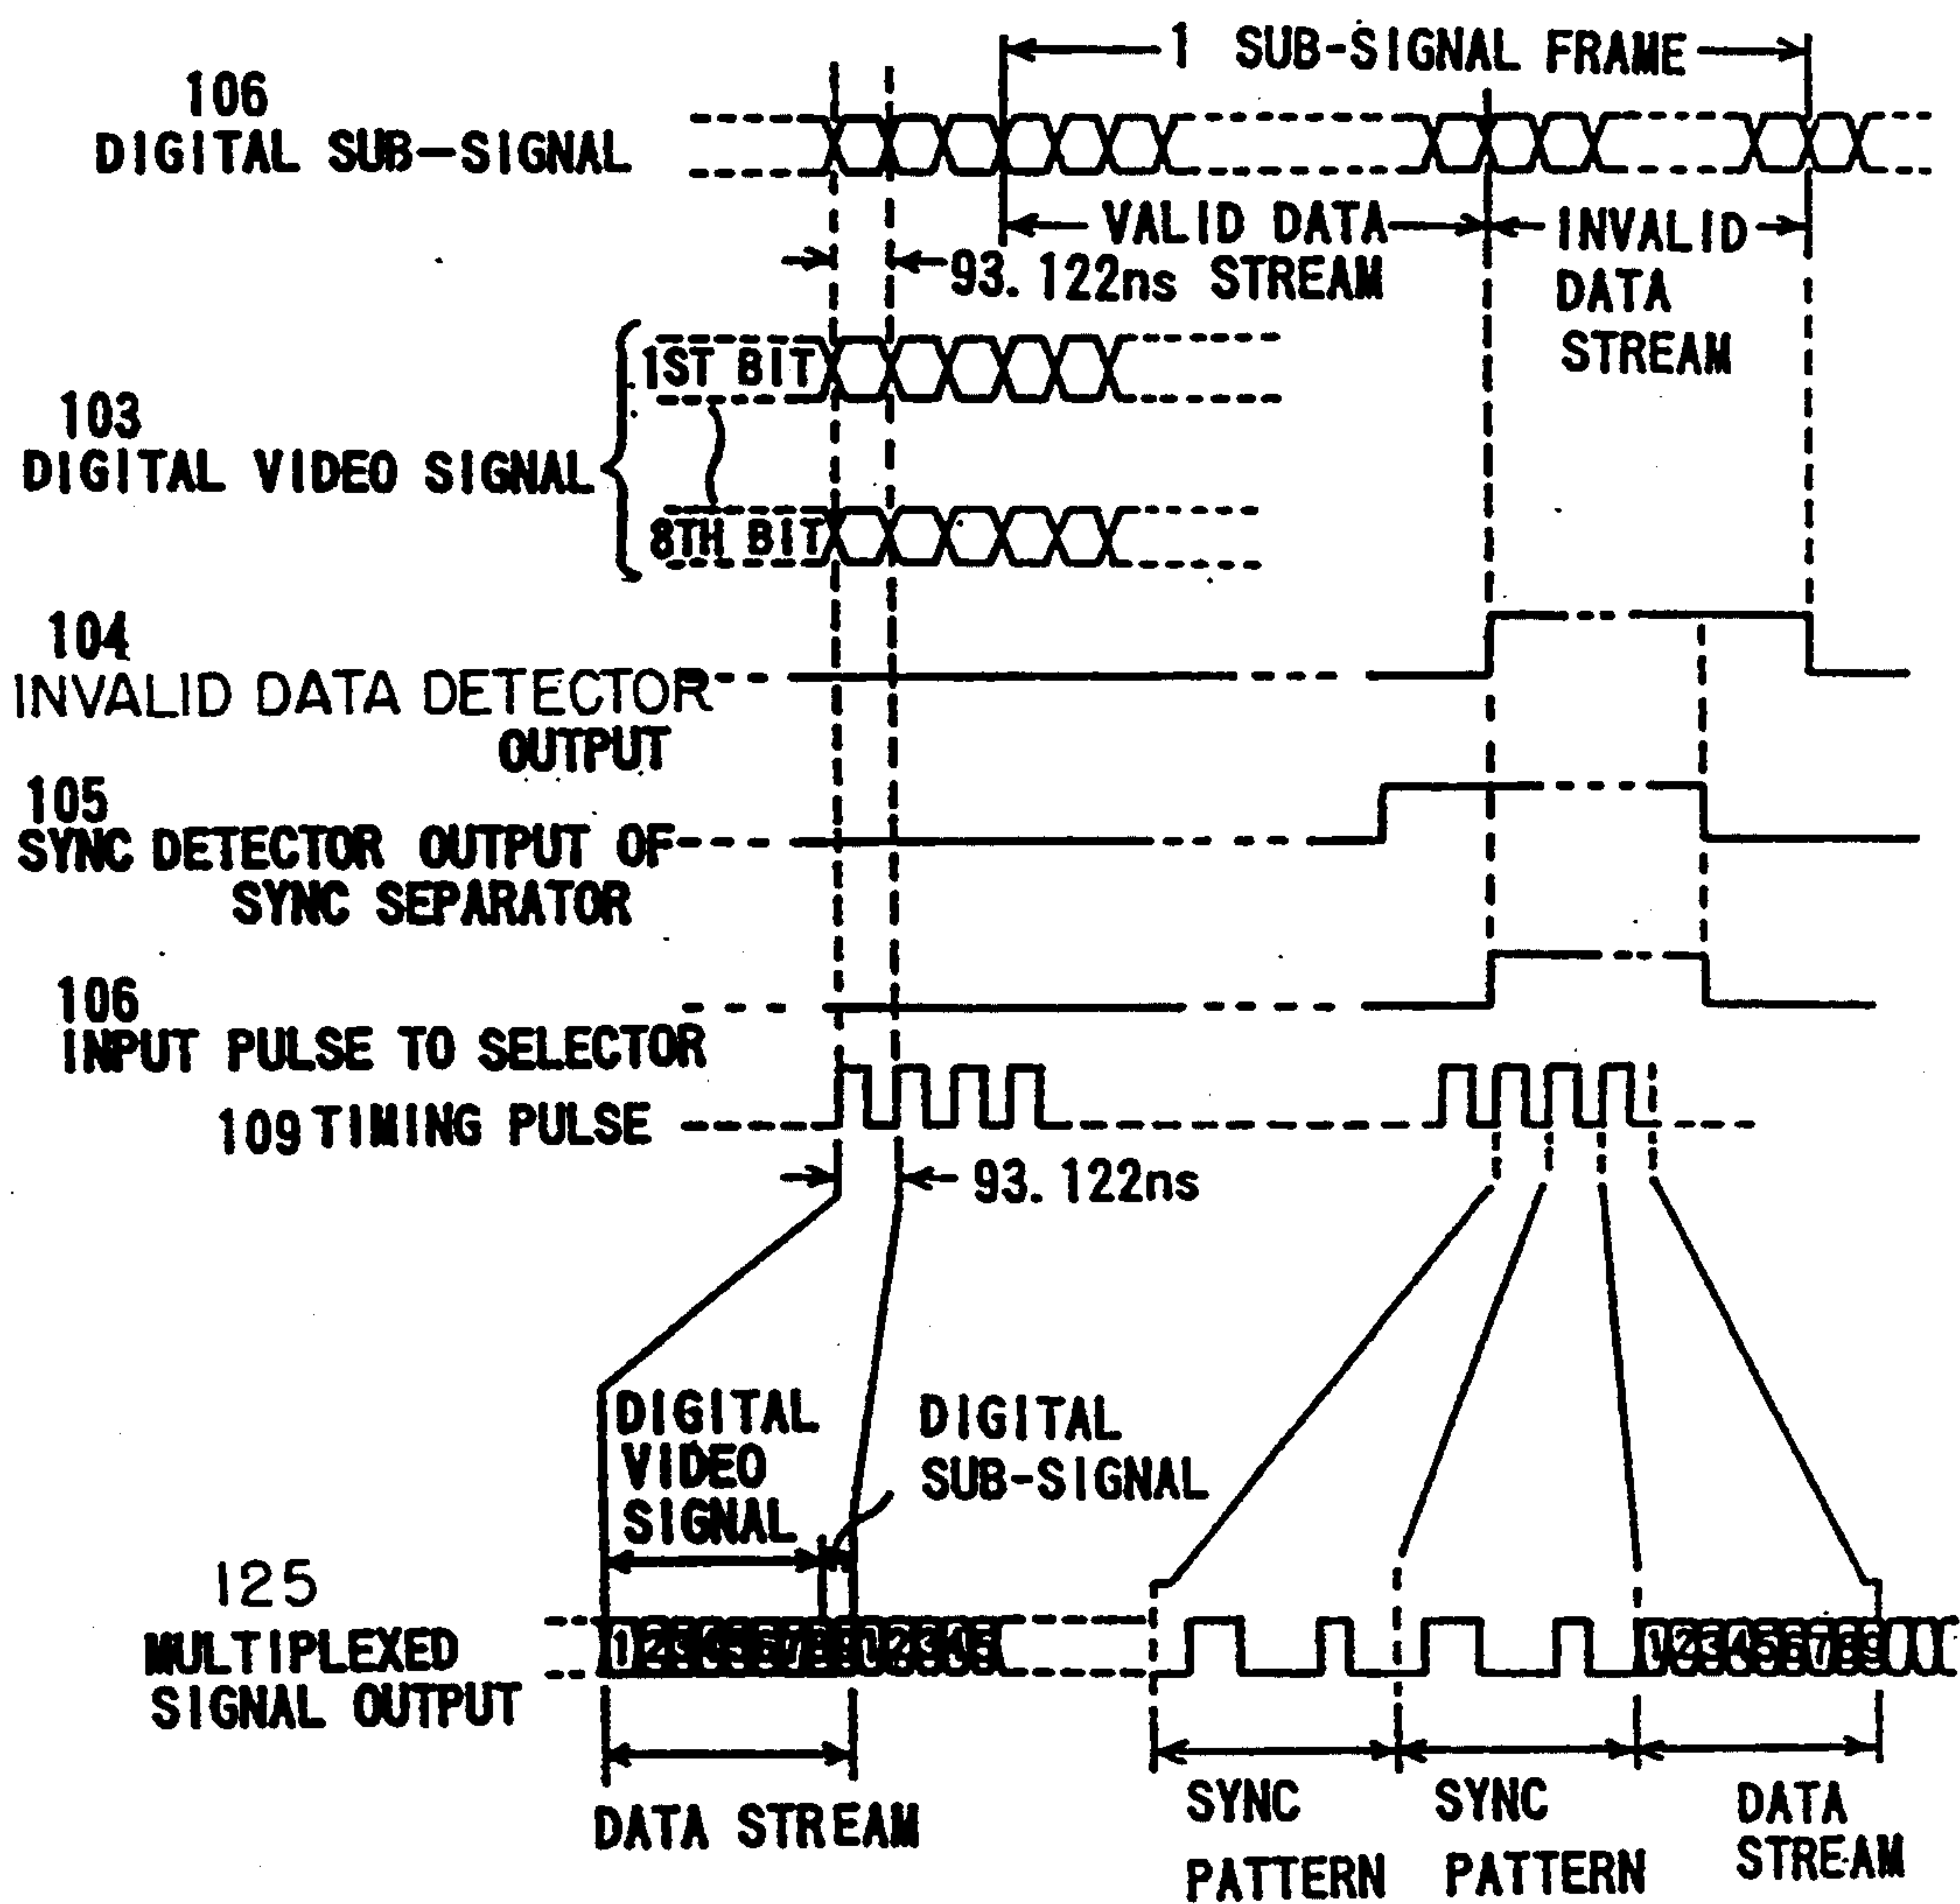 1 SUB-SIGNAL FRAME
106
DIGITAL SUB-SIGNAL
VALID DATA
STREAM
INVALID
DATA
STREAM
93.122ns
1ST BIT
103
DIGITAL VIDEO SIGNAL
8TH BIT
104
INVALID DATA DETECTOR
OUTPUT
105
SYNC DETECTOR OUTPUT OF
SYNC SEPARATOR
106
INPUT PULSE TO SELECTOR
109 TIMING PULSE
93.122ns
DIGITAL
VIDEO
SIGNAL
DIGITAL
SUB-SIGNAL
125
MULTIPLEXED
SIGNAL OUTPUT
12345678912345
123456789
DATA STREAM
SYNC
PATTERN
SYNC
PATTERN
DATA
STREAM